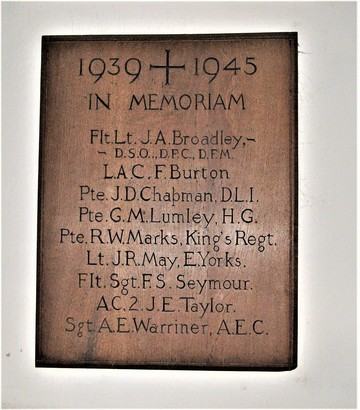 1939 ✝ 1945
IN MEMORIAM
Flt.Lt. J.A. Broadley,-
- D.S.O., D.F.C., D.F.M.
L.A.C. F. Burton
Pte. J.D. Chapman, D.L.I.
Pte. G.M. Lumley, H.G.
Pte. R.W. Marks, King's Regt.
Lt. J.R. May, E. Yorks.
Flt. Sgt. F.S. Seymour.
A.C.2. J.E. Taylor.
Sgt. A.E. Warriner, A.E.C.